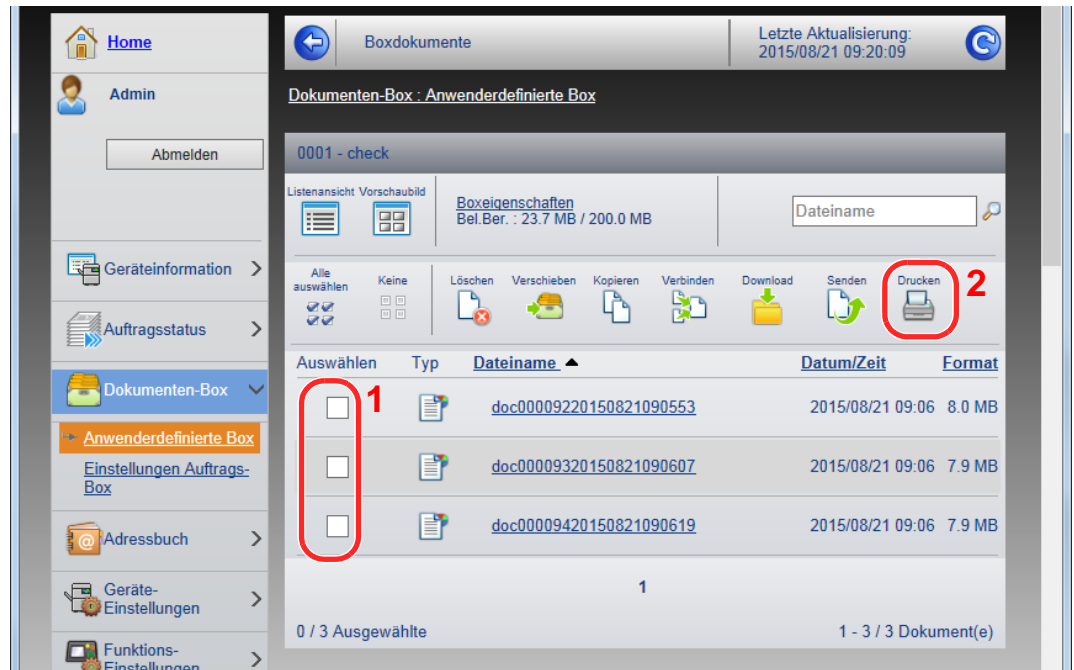 Home
Admin
Abmelden
Geräteinformation
Auftragsstatus
Dokumenten-Box
Anwenderdefinierte Box
Einstellungen Auftrags-
Box
Adressbuch
Geräte-
Einstellungen
Funktions-
Einstellungen
Boxdokumente
Letzte Aktualisierung:
2015/08/21 09:20:09
Dokumenten-Box : Anwenderdefinierte Box
0001 - check
Listenansicht Vorschaubild
Boxeigenschaften
Bel.Ber. : 23.7 MB / 200.0 MB
Dateiname
Alle
auswählen
Keine Löschen Verschieben Kopieren Verbinden Download Senden Drucken
2
Auswählen Typ Dateiname Datum/Zeit Format
1
doc00009220150821090553 2015/08/21 09:06 8.0 MB
doc00009320150821090607 2015/08/21 09:06 7.9 MB
doc00009420150821090619 2015/08/21 09:06 7.9 MB
1
0 / 3 Ausgewählte 1 - 3 / 3 Dokument(e)